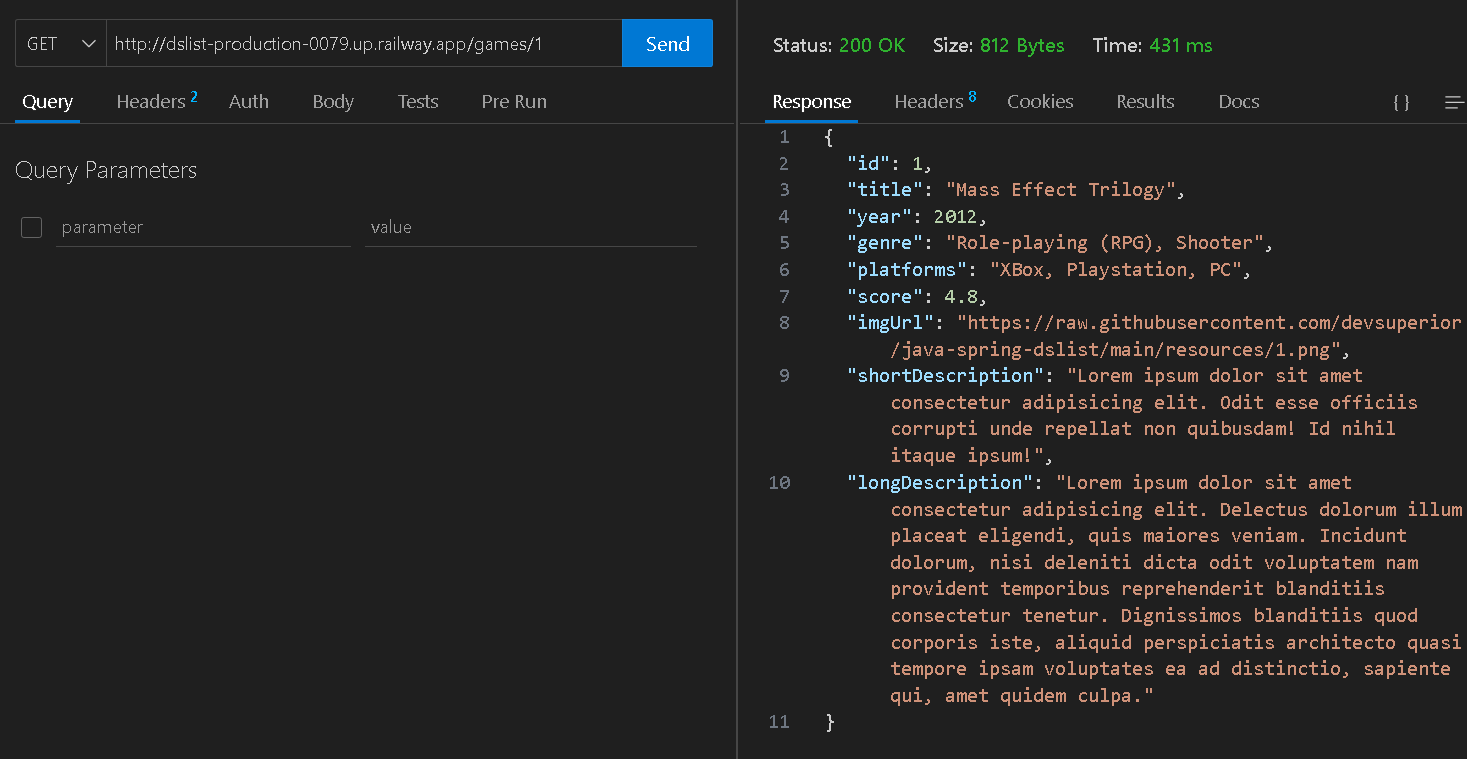 GET http://dslist-production-0079.up.railway.app/games/1 Send
Query Headers 2 Auth Body Tests Pre Run
Query Parameters
parameter value
Status: 200 OK Size: 812 Bytes Time: 431 ms
Response Headers 8 Cookies Results Docs { }
1 {
2 "id": 1,
3 "title": "Mass Effect Trilogy",
4 "year": 2012,
5 "genre": "Role-playing (RPG), Shooter",
6 "platforms": "XBox, Playstation, PC",
7 "score": 4.8,
8 "imgUrl": "https://raw.githubusercontent.com/devsuperior
/java-spring-dslist/main/resources/1.png",
9 "shortDescription": "Lorem ipsum dolor sit amet
consectetur adipisicing elit. Odit esse officiis
corrupti unde repellat non quibusdam! Id nihil
itaque ipsum!",
10 "longDescription": "Lorem ipsum dolor sit amet
consectetur adipisicing elit. Delectus dolorum illum
placeat eligendi, quis maiores veniam. Incidunt
dolorum, nisi deleniti dicta odit voluptatem nam
provident temporibus reprehenderit blanditiis
consectetur tenetur. Dignissimos blanditiis quod
corporis iste, aliquid perspiciatis architecto quasi
tempore ipsam voluptates ea ad distinctio, sapiente
qui, amet quidem culpa."
11 }